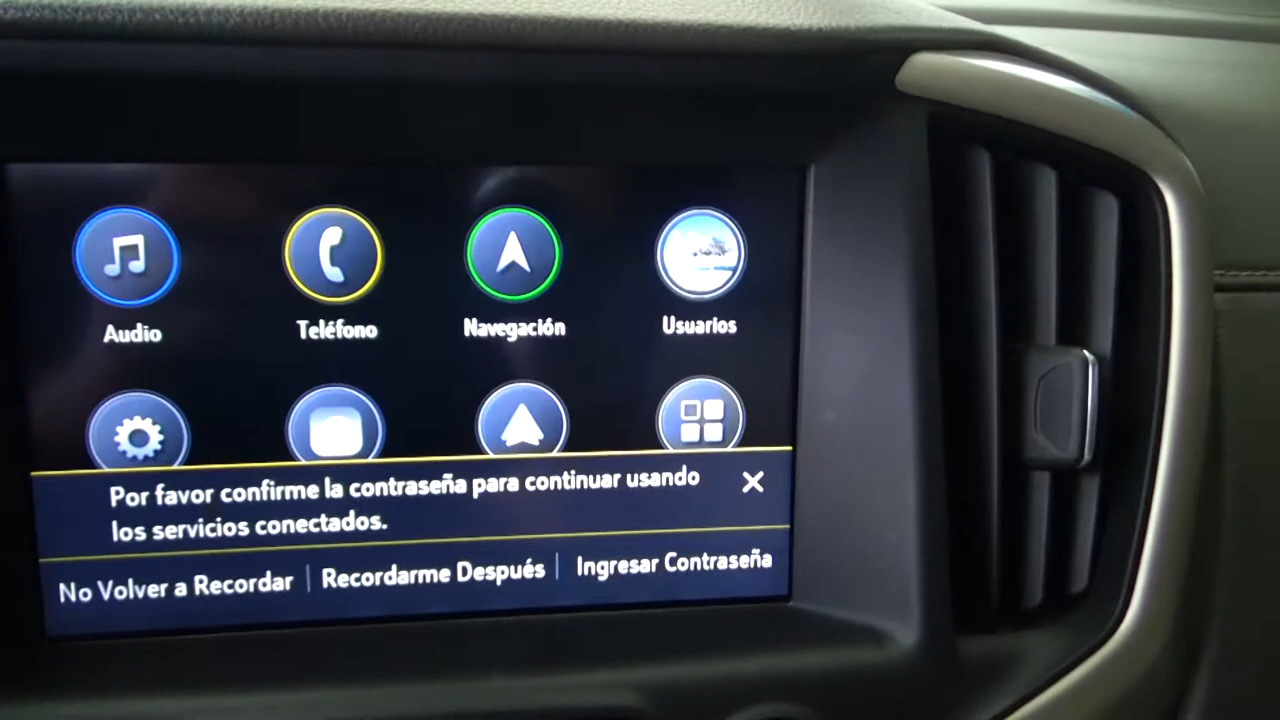 Audio
Teléfono
Navegación
Usuarios
Por favor confirme la contraseña para continuar usando
los servicios conectados.
No Volver a Recordar
Recordarme Después
Ingresar Contraseña